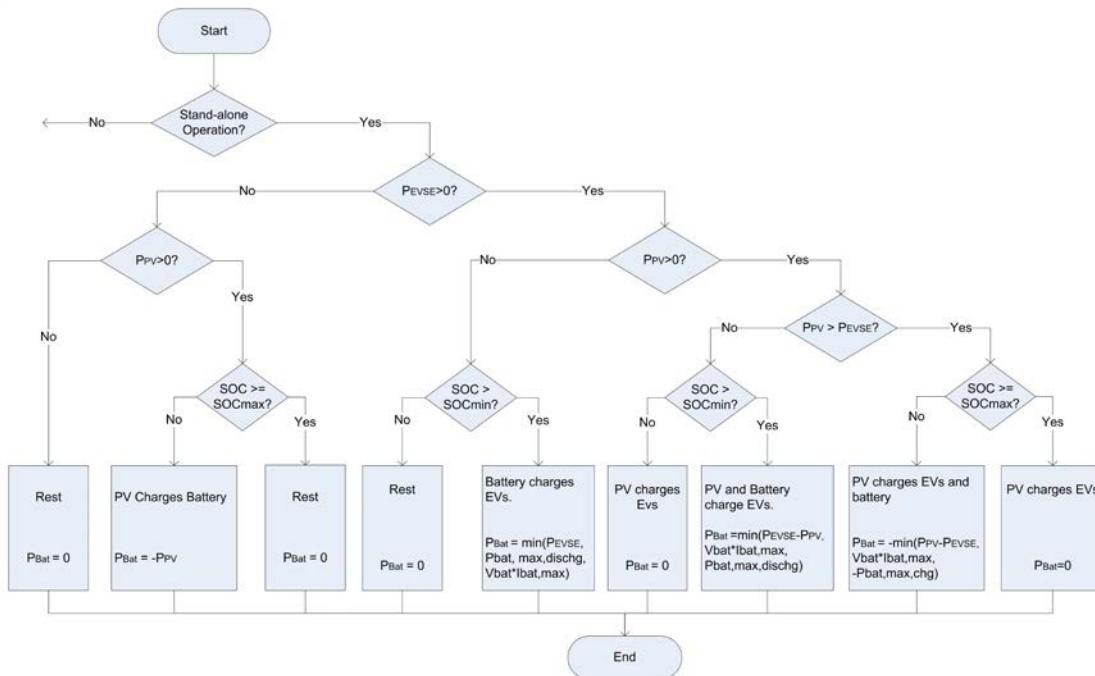 Start
Stand-alone
Operation?
No
Yes
PEVSE>0?
No
Yes
PPV>0?
PPV>0?
No
Yes
No
Yes
PPV > PEVSE?
No
Yes
SOC >=
SOCmax?
SOC >
SOCmin?
SOC >
SOCmin?
SOC >=
SOCmax?
No
Yes
No
Yes
No
Yes
No
Yes
Rest
PBat = 0
PV Charges Battery
PBat = -PPV
Rest
PBat = 0
Rest
PBat = 0
Battery charges
EVs.
PBat = min(PEVSE,
Pbat, max,dischg,
Vbat*Ibat,max)
PV charges
Evs
PBat = 0
PV and Battery
charge EVs.
PBat =min(PEVSE-PPV,
Vbat*Ibat,max,
Pbat,max,dischg)
PV charges EVs and
battery
PBat = -min(PPV-PEVSE,
Vbat*Ibat,max,
-Pbat,max,chg)
PV charges EVs
PBat=0
End